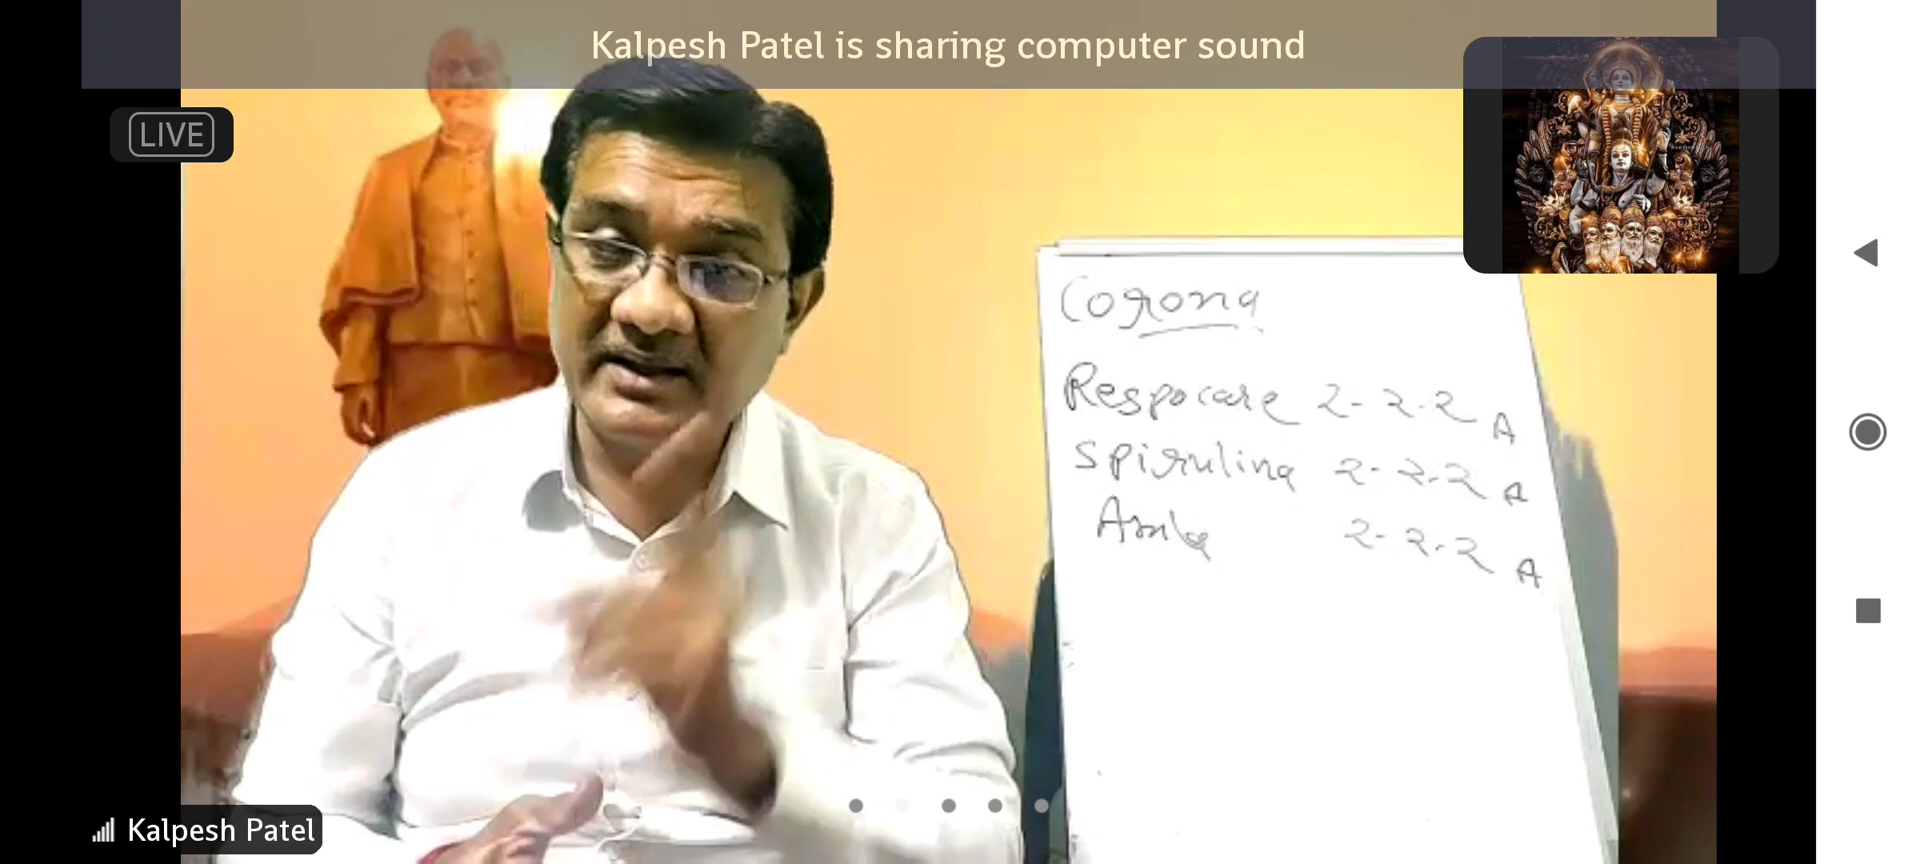 Kalpesh Patel is sharing computer sound
LIVE
Corona
Respocare 2-2-2 A
Spirulina 2-2-2 A
2-2-2 A
Kalpesh Patel